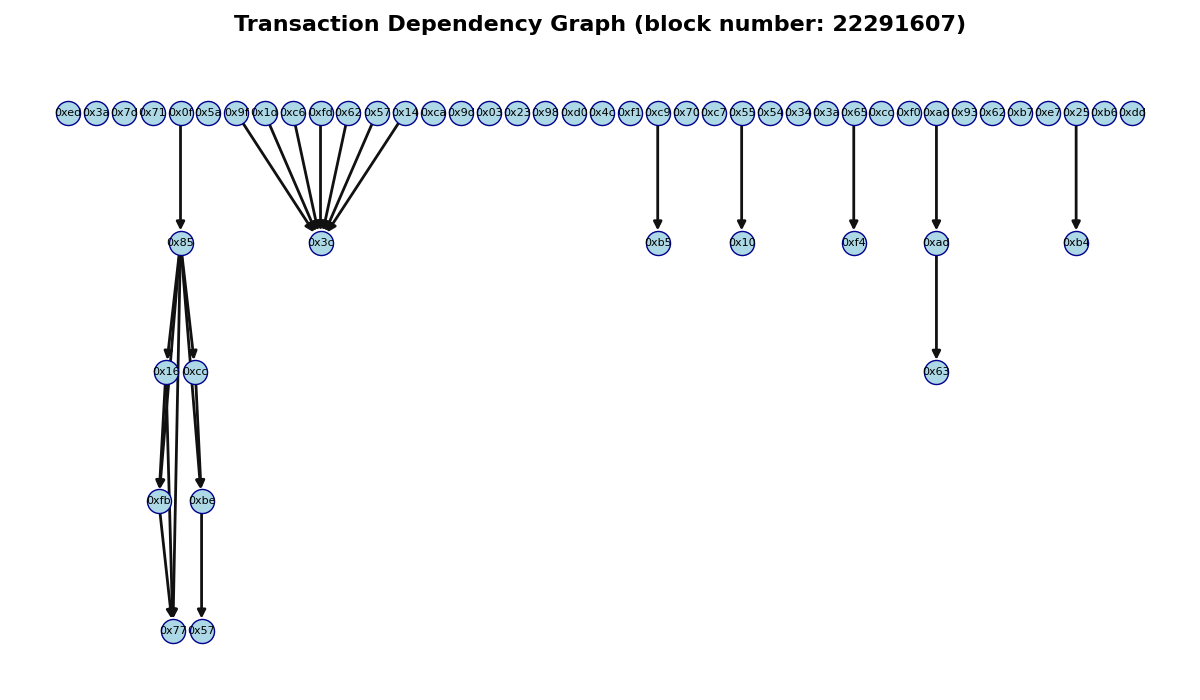 Transaction Dependency Graph (block number: 22291607)
0xed 0x3a 0x7d 0x71 0x0f 0x5a 0x9f 0x1d 0xc6 0xfd 0x62 0x57 0x14 0xca 0x9d 0x03 0x23 0x98 0xd0 0x4c 0xf1 0xc9 0x70 0xc7 0x55 0x54 0x34 0x3a 0x65 0xcc 0xf0 0xad 0x93 0x62 0xb7 0xe7 0x25 0xb6 0xdd
0x85 0x3c 0xb5 0x10 0xf4 0xad 0xb4
0x16 0xcc 0x63
0xfb 0xbe
0x77 0x57